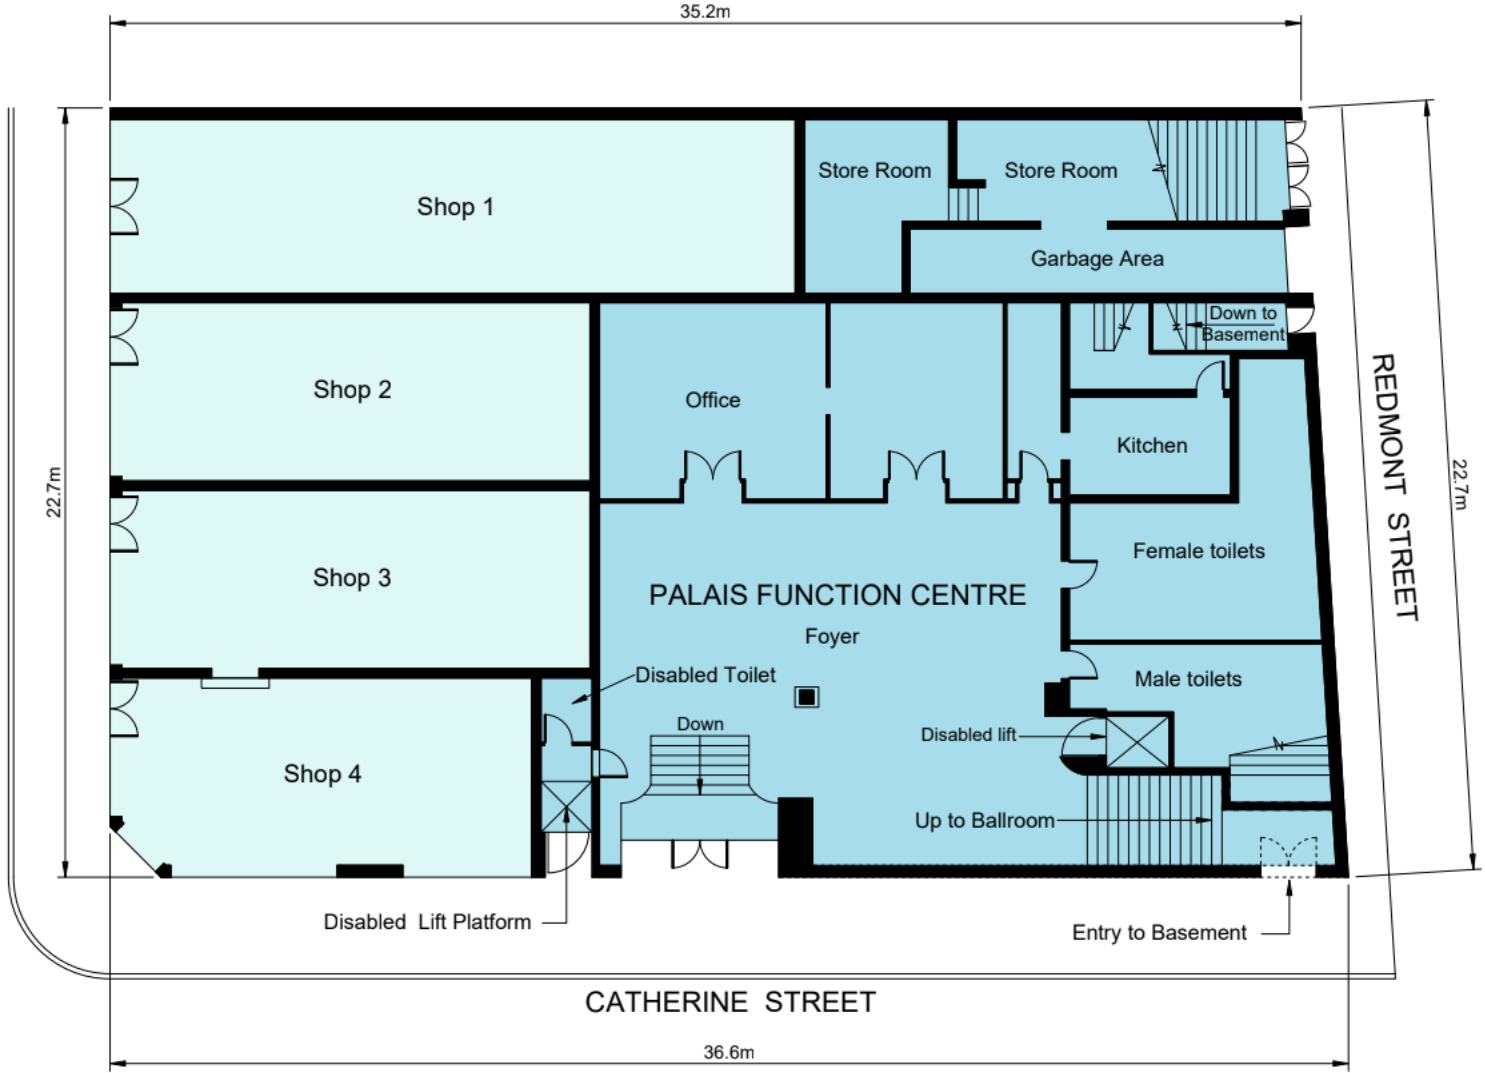 35.2m
Store Room
Store Room
Shop 1
Garbage Area
Down to
Basement
Shop 2
Office
Kitchen
REDMONT STREET
22.7m
22.7m
Female toilets
Shop 3
PALAIS FUNCTION CENTRE
Foyer
Disabled Toilet
Male toilets
Down
Disabled lift
Shop 4
Up to Ballroom
Disabled Lift Platform
Entry to Basement
CATHERINE STREET
36.6m